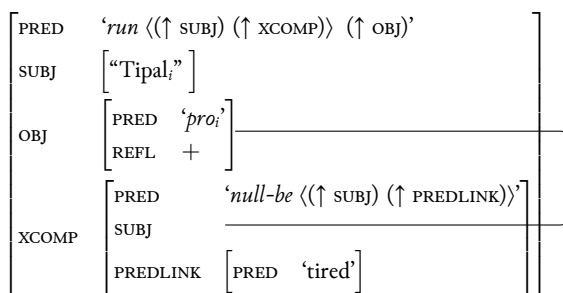 PRED ‘run ⟨(↑ SUBJ) (↑ XCOMP)⟩ (↑ OBJ)’
SUBJ [“Tipalᵢ”]
OBJ [PRED ‘proᵢ’
REFL +]
XCOMP [PRED ‘null-be ⟨(↑ SUBJ) (↑ PREDLINK)⟩’
SUBJ
PREDLINK [PRED ‘tired’]]